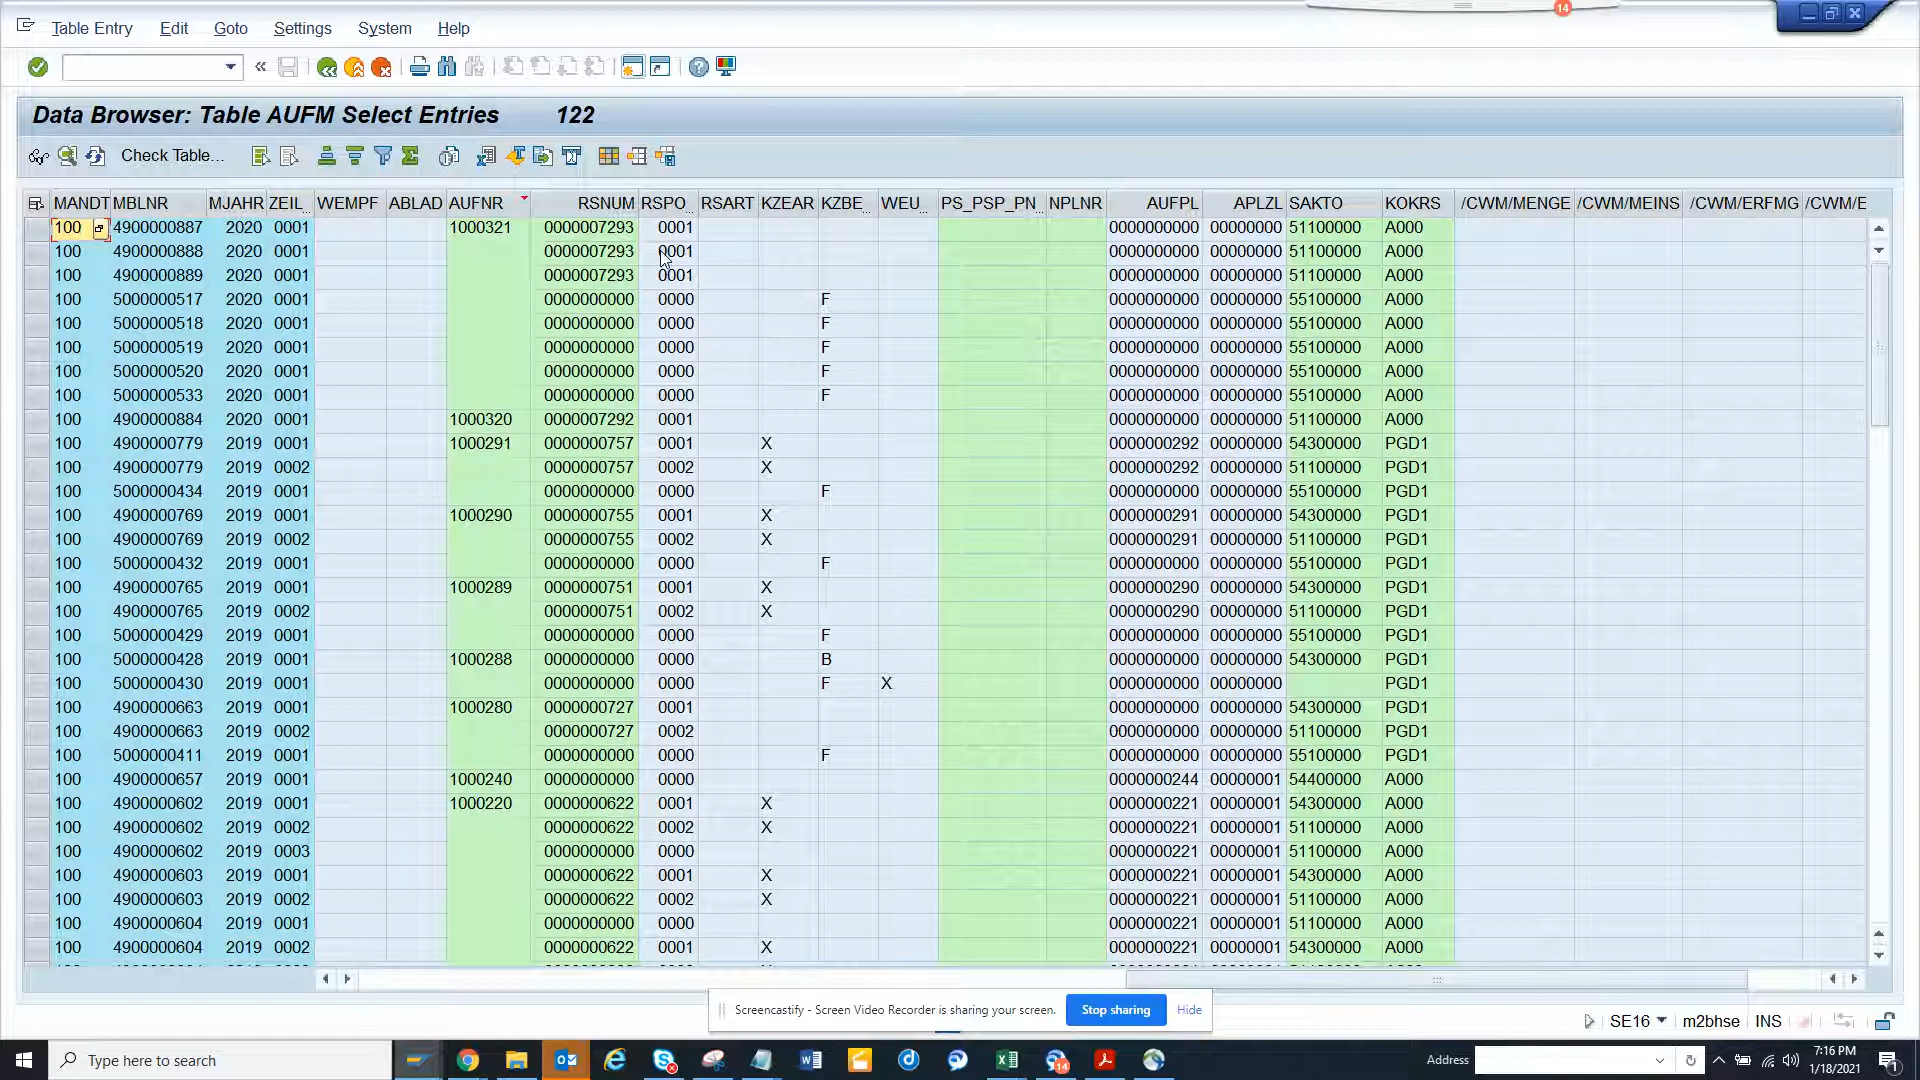 14
Table Entry Edit Goto Settings System Help
Data Browser: Table AUFM Select Entries 122
Check Table...
MANDT MBLNR MJAHR ZEIL.. WEMPF ABLAD AUFNR RSNUM RSPO.. RSART KZEAR KZBE.. WEU.. PS_PSP_PN.. NPLNR AUFPL APLZL SAKTO KOKRS /CWM/MENGE /CWM/MEINS /CWM/ERFMG /CWM/E
100 4900000887 2020 0001 1000321 0000007293 0001 0000000000 00000000 51100000 A000
100 4900000888 2020 0001 0000007293 0001 0000000000 00000000 51100000 A000
100 4900000889 2020 0001 0000007293 0001 0000000000 00000000 51100000 A000
100 5000000517 2020 0001 0000000000 0000 F 0000000000 00000000 55100000 A000
100 5000000518 2020 0001 0000000000 0000 F 0000000000 00000000 55100000 A000
100 5000000519 2020 0001 0000000000 0000 F 0000000000 00000000 55100000 A000
100 5000000520 2020 0001 0000000000 0000 F 0000000000 00000000 55100000 A000
100 5000000533 2020 0001 0000000000 0000 F 0000000000 00000000 55100000 A000
100 4900000884 2020 0001 1000320 0000007292 0001 0000000000 00000000 51100000 A000
100 4900000779 2019 0001 1000291 0000000757 0001 X 0000000292 00000000 54300000 PGD1
100 4900000779 2019 0002 0000000757 0002 X 0000000292 00000000 51100000 PGD1
100 5000000434 2019 0001 0000000000 0000 F 0000000000 00000000 55100000 PGD1
100 4900000769 2019 0001 1000290 0000000755 0001 X 0000000291 00000000 54300000 PGD1
100 4900000769 2019 0002 0000000755 0002 X 0000000291 00000000 51100000 PGD1
100 5000000432 2019 0001 0000000000 0000 F 0000000000 00000000 55100000 PGD1
100 4900000765 2019 0001 1000289 0000000751 0001 X 0000000290 00000000 54300000 PGD1
100 4900000765 2019 0002 0000000751 0002 X 0000000290 00000000 51100000 PGD1
100 5000000429 2019 0001 0000000000 0000 F 0000000000 00000000 55100000 PGD1
100 5000000428 2019 0001 1000288 0000000000 0000 B 0000000000 00000000 54300000 PGD1
100 5000000430 2019 0001 0000000000 0000 F X 0000000000 00000000 PGD1
100 4900000663 2019 0001 1000280 0000000727 0001 0000000000 00000000 54300000 PGD1
100 4900000663 2019 0002 0000000727 0002 0000000000 00000000 51100000 PGD1
100 5000000411 2019 0001 0000000000 0000 F 0000000000 00000000 55100000 PGD1
100 4900000657 2019 0001 1000240 0000000000 0000 0000000244 00000001 54400000 A000
100 4900000602 2019 0001 1000220 0000000622 0001 X 0000000221 00000001 54300000 A000
100 4900000602 2019 0002 0000000622 0002 X 0000000221 00000001 51100000 A000
100 4900000602 2019 0003 0000000000 0000 0000000221 00000001 51100000 A000
100 4900000603 2019 0001 0000000622 0001 X 0000000221 00000001 54300000 A000
100 4900000603 2019 0002 0000000622 0002 X 0000000221 00000001 51100000 A000
100 4900000604 2019 0001 0000000000 0000 0000000221 00000001 51100000 A000
100 4900000604 2019 0002 0000000622 0001 X 0000000221 00000001 54300000 A000
Screencastify - Screen Video Recorder is sharing your screen. Stop sharing Hide
SE16 m2bhse INS
Type here to search
14
Address
7:16 PM
1/18/2021
1